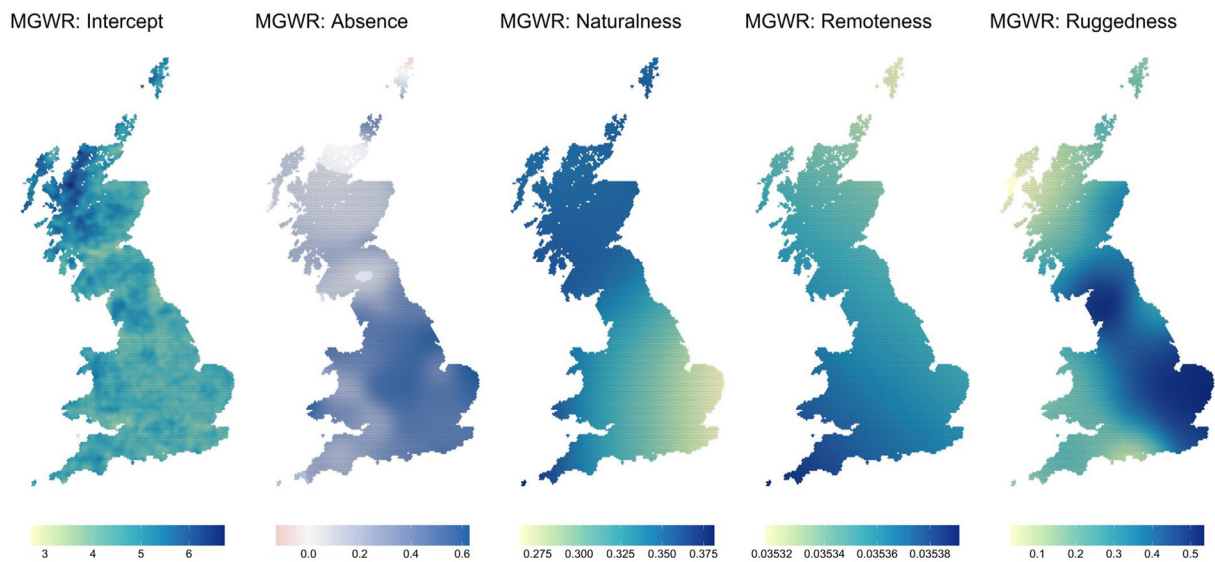 MGWR: Intercept
MGWR: Absence
MGWR: Naturalness
MGWR: Remoteness
MGWR: Ruggedness
3 4 5 6
0.0 0.2 0.4 0.6
0.275 0.300 0.325 0.350 0.375
0.03532 0.03534 0.03536 0.03538
0.1 0.2 0.3 0.4 0.5